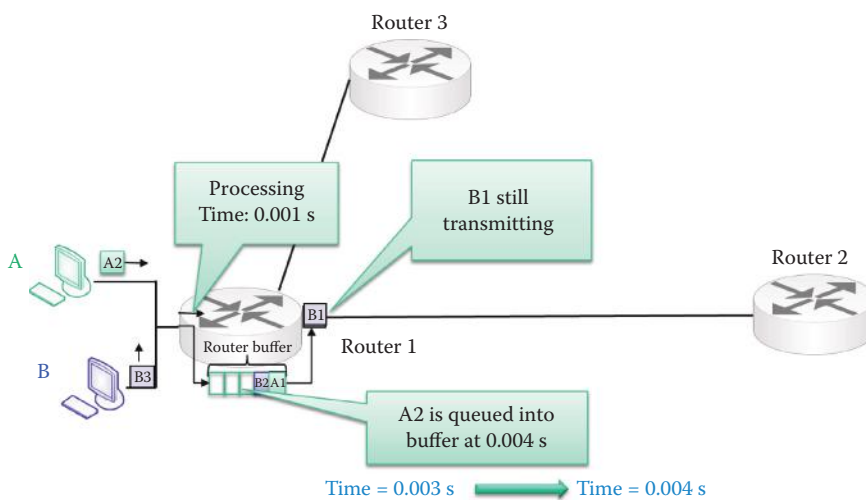 Router 3
Processing
Time: 0.001 s
B1 still
transmitting
A
A2
Router 2
B1
Router buffer
Router 1
B
B3
B2
A1
A2 is queued into
buffer at 0.004 s
Time = 0.003 s
Time = 0.004 s